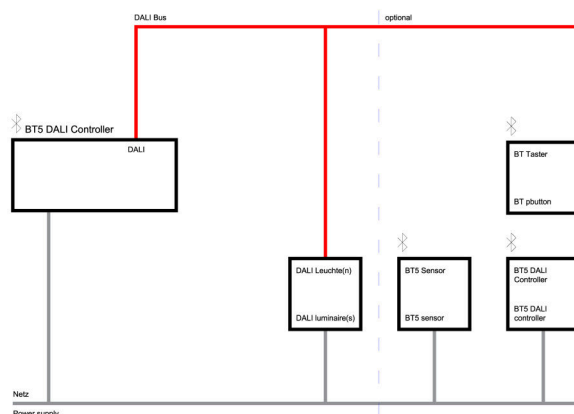 DALI Bus
optional
BT5 DALI Controller
DALI
BT Taster
BT pbutton
DALI Leuchte(n)
DALI luminaire(s)
BT5 Sensor
BT5 sensor
BT5 DALI
Controller
BT5 DALI
controller
Netz
Power supply